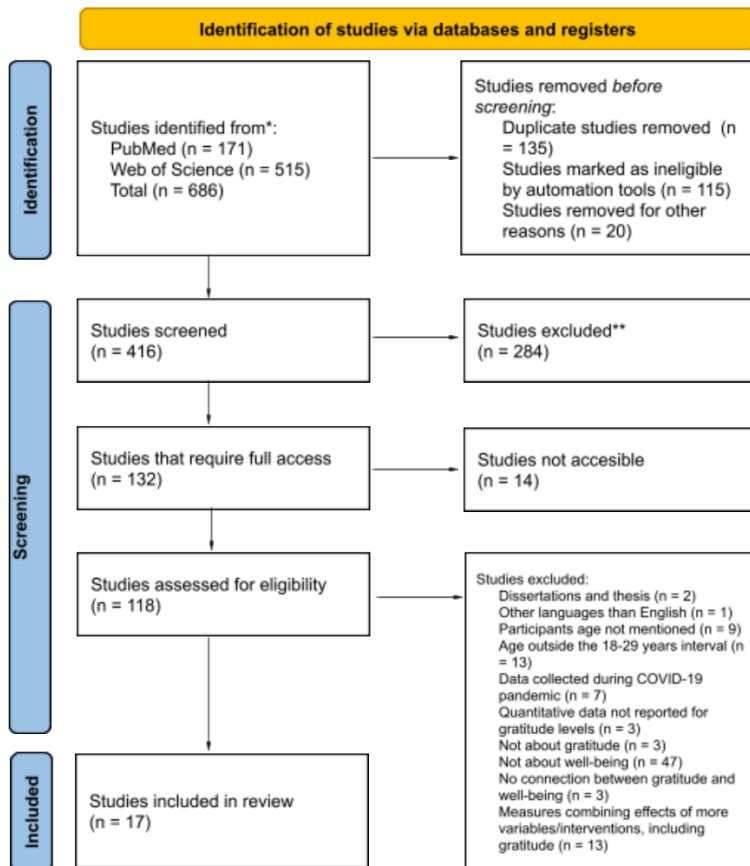 Identification of studies via databases and registers
Identification
Studies identified from*:
PubMed (n = 171)
Web of Science (n = 515)
Total (n = 686)
Studies removed before
screening:
Duplicate studies removed (n
= 135)
Studies marked as ineligible
by automation tools (n = 115)
Studies removed for other
reasons (n = 20)
Screening
Studies screened
(n = 416)
Studies excluded**
(n = 284)
Studies that require full access
(n = 132)
Studies not accesible
(n = 14)
Studies assessed for eligibility
(n = 118)
Studies excluded:
Dissertations and thesis (n = 2)
Other languages than English (n = 1)
Participants age not mentioned (n = 9)
Age outside the 18-29 years interval (n
= 13)
Data collected during COVID-19
pandemic (n = 7)
Quantitative data not reported for
gratitude levels (n = 3)
Not about gratitude (n = 3)
Not about well-being (n = 47)
No connection between gratitude and
well-being (n = 3)
Measures combining effects of more
variables/interventions, including
gratitude (n = 13)
Included
Studies included in review
(n = 17)